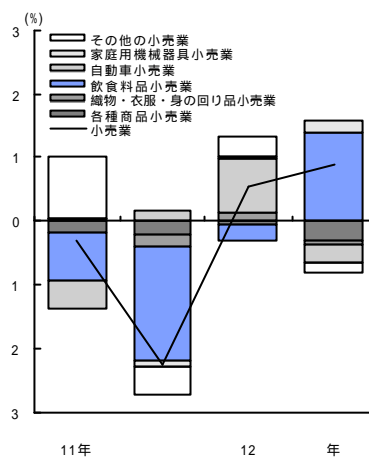 (%)
3
その他の小売業
家庭用機械器具小売業
自動車小売業
飲食料品小売業
織物・衣服・身の回り品小売業
各種商品小売業
小売業
2
1
0
1
2
3
11年 12 年